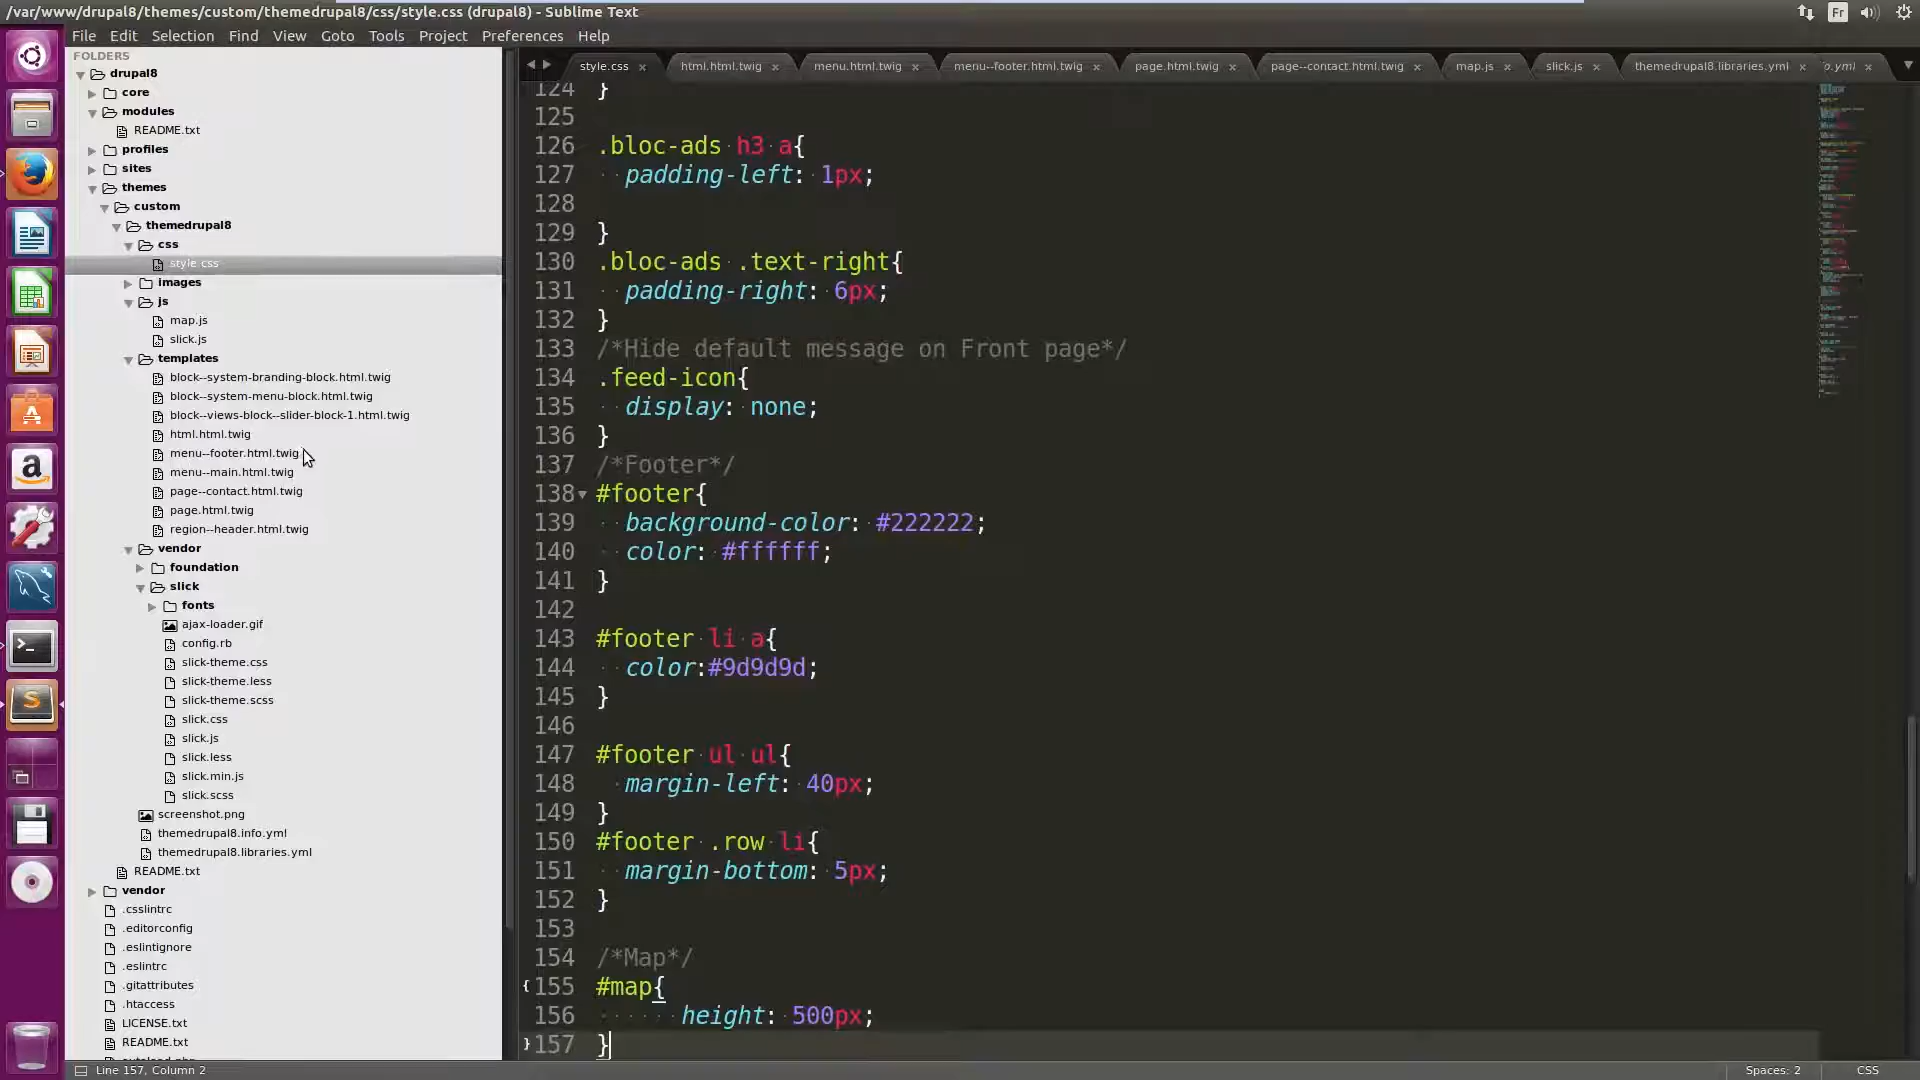 /var/www/drupal8/themes/custom/themedrupal8/css/style.css (drupal8) - Sublime Text
Fr
File Edit Selection Find View Goto Tools Project Preferences Help
FOLDERS
drupal8
core
modules
README.txt
profiles
sites
themes
custom
themedrupal8
css
style.css
images
js
map.js
slick.js
templates
block--system-branding-block.html.twig
block--system-menu-block.html.twig
block--views-block--slider-block-1.html.twig
html.html.twig
menu--footer.html.twig
menu--main.html.twig
page--contact.html.twig
page.html.twig
region--header.html.twig
vendor
foundation
slick
fonts
ajax-loader.gif
config.rb
slick-theme.css
slick-theme.less
slick-theme.scss
slick.css
slick.js
slick.less
slick.min.js
slick.scss
screenshot.png
themedrupal8.info.yml
themedrupal8.libraries.yml
README.txt
vendor
.csslintrc
.editorconfig
.eslintignore
.eslintrc
.gitattributes
.htaccess
LICENSE.txt
README.txt
style.css × html.html.twig × menu.html.twig × menu--footer.html.twig × page.html.twig × page--contact.html.twig × map.js × slick.js × themedrupal8.libraries.yml × o.yml ×
124 }
125
126 .bloc-ads h3 a{
127 padding-left: 1px;
128
129 }
130 .bloc-ads .text-right{
131 padding-right: 6px;
132 }
133 /*Hide default message on Front page*/
134 .feed-icon{
135 display: none;
136 }
137 /*Footer*/
138 #footer{
139 background-color: #222222;
140 color: #ffffff;
141 }
142
143 #footer li a{
144 color:#9d9d9d;
145 }
146
147 #footer ul ul{
148 margin-left: 40px;
149 }
150 #footer .row li{
151 margin-bottom: 5px;
152 }
153
154 /*Map*/
{ 155 #map{
156 height: 500px;
} 157 }
Line 157, Column 2
Spaces: 2
CSS